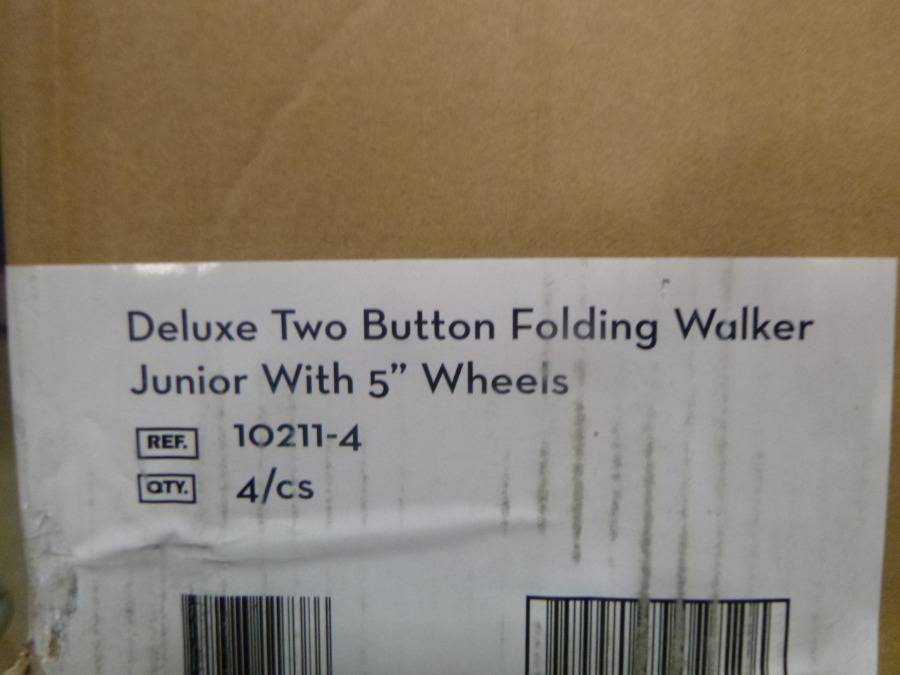 Deluxe Two Button Folding Walker
Junior With 5” Wheels
REF. 10211-4
QTY. 4/cs